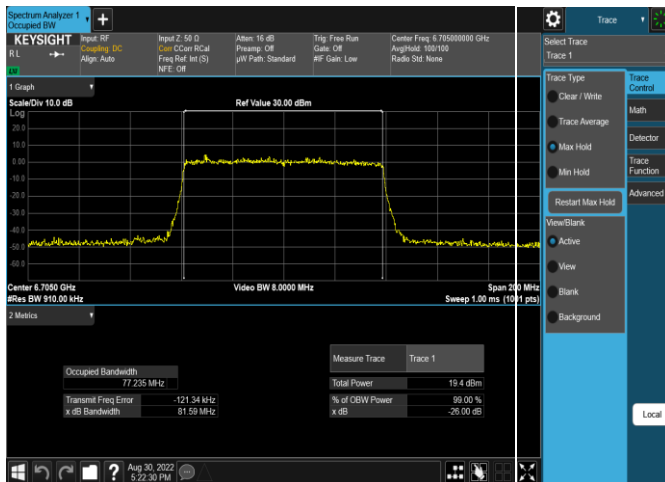 Spectrum Analyzer 1
Occupied BW
KEYSIGHT
R L
LU
Input: RF
Coupling: DC
Align: Auto
Input Z: 50 Ω
Corr CCorr RCal
Freq Ref: Int (S)
NFE: Off
Atten: 16 dB
Preamp: Off
µW Path: Standard
Trig: Free Run
Gate: Off
#IF Gain: Low
Center Freq: 6.705000000 GHz
Avg|Hold: 100/100
Radio Std: None
1 Graph
Scale/Div 10.0 dB
Ref Value 30.00 dBm
Log
20.0
10.0
0.00
-10.0
-20.0
-30.0
-40.0
-50.0
-60.0
Center 6.7050 GHz
Video BW 8.0000 MHz
Span 200 MHz
#Res BW 910.00 kHz
Sweep 1.00 ms (1001 pts)
2 Metrics
Measure Trace Trace 1
Occupied Bandwidth
77.235 MHz
Total Power 19.4 dBm
Transmit Freq Error -121.34 kHz
% of OBW Power 99.00 %
x dB Bandwidth 81.59 MHz
x dB -26.00 dB
Aug 30, 2022
5:22:30 PM
Trace
Select Trace
Trace 1
Trace Type
Clear / Write
Trace Average
Max Hold
Min Hold
Restart Max Hold
View/Blank
Active
View
Blank
Background
Trace
Control
Math
Detector
Trace
Function
Advanced
Local